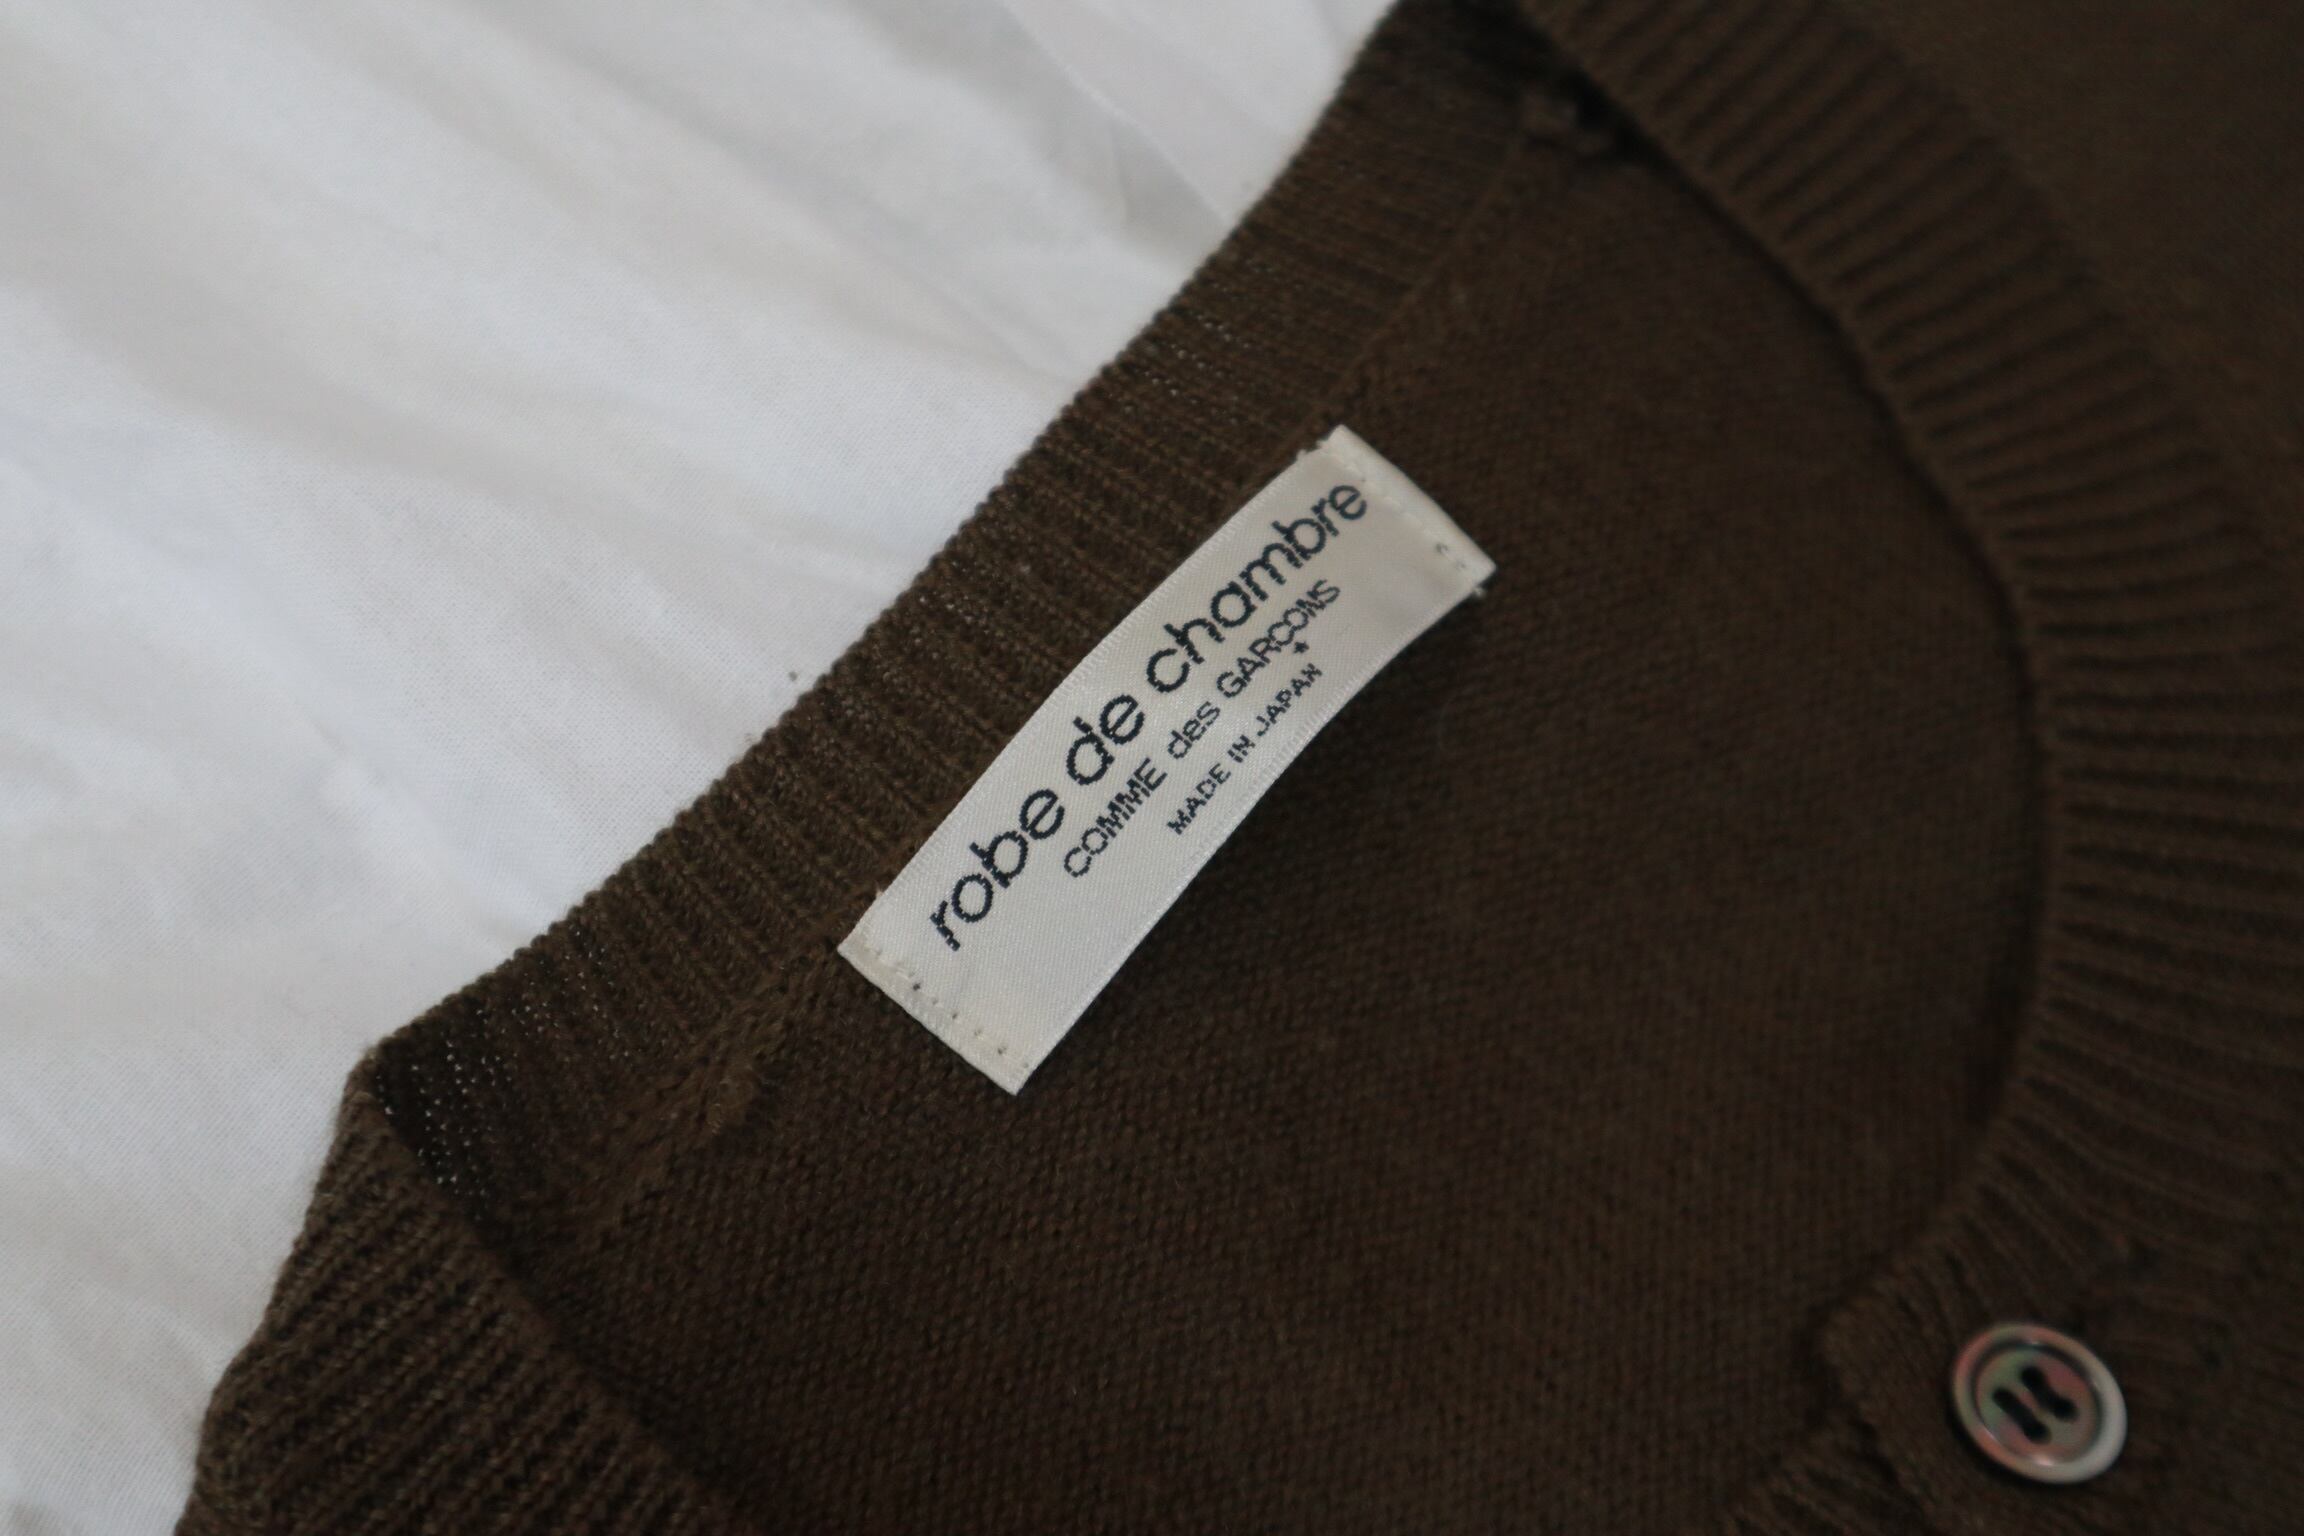 robe de chambre
COMME des GARÇONS
MADE IN JAPAN